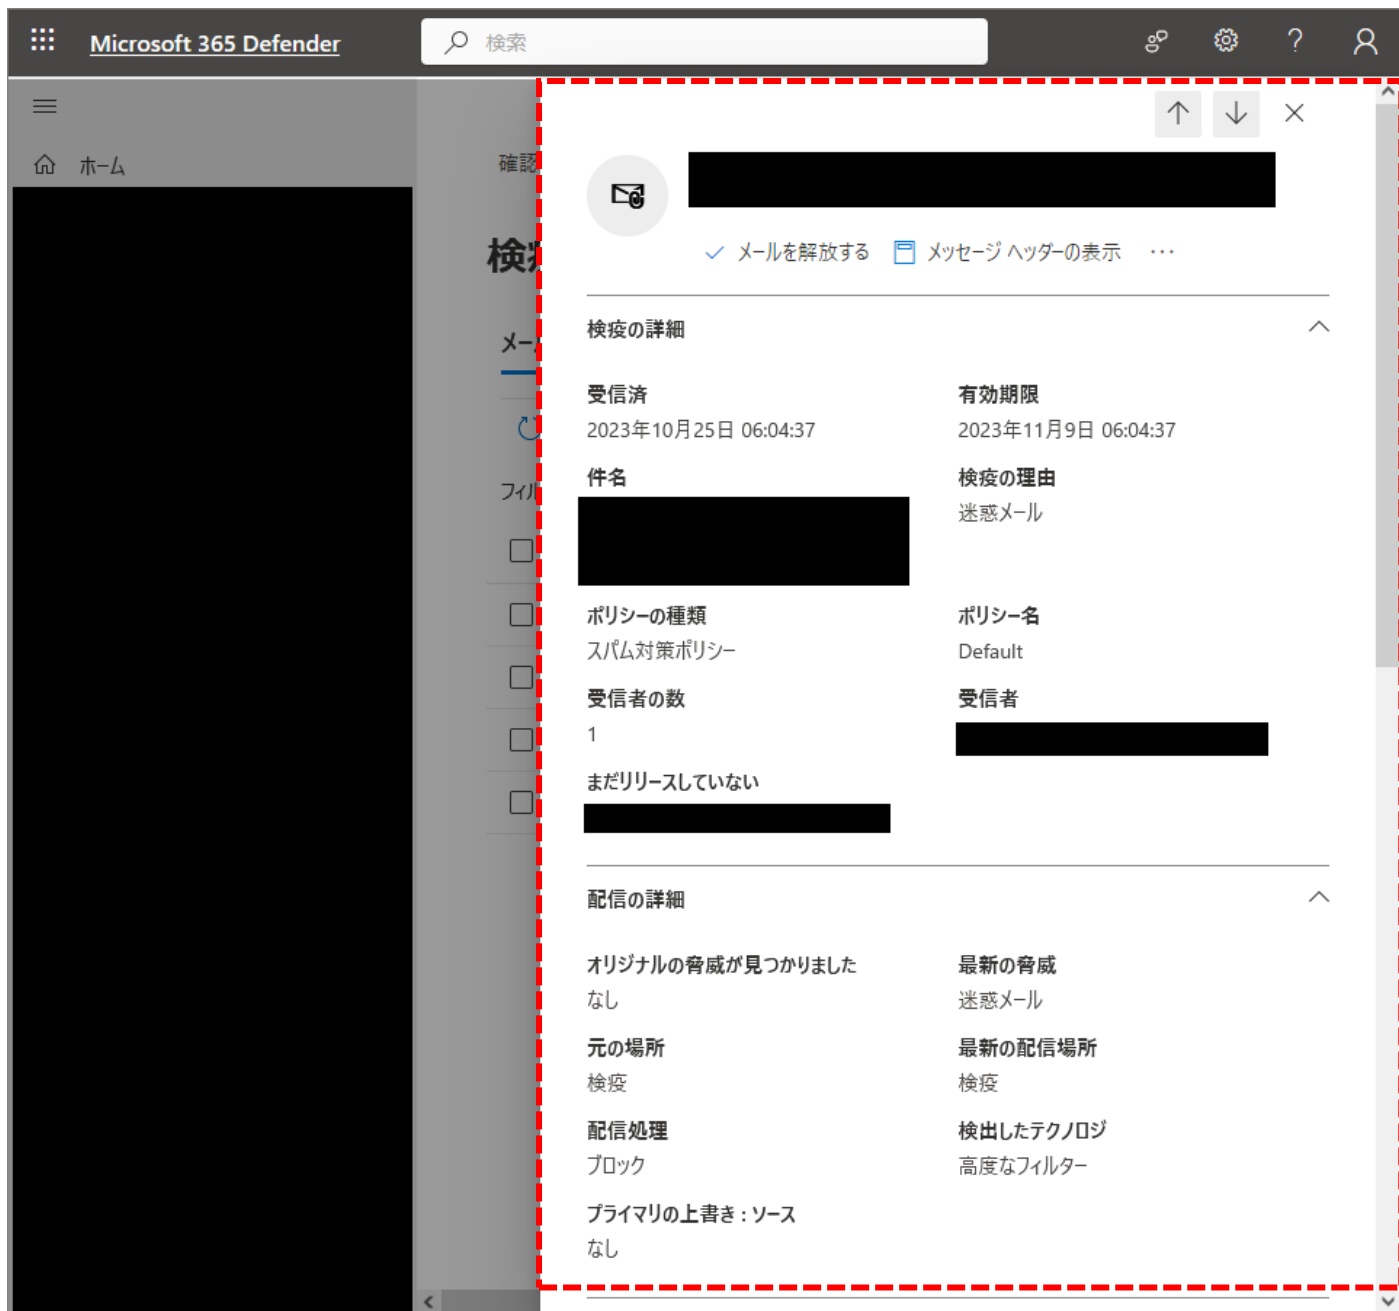 Microsoft 365 Defender
検索
ホーム
確認
検疫
メール
フィル
メールを解放する
メッセージ ヘッダーの表示
検疫の詳細
受信済
有効期限
2023年10月25日 06:04:37
2023年11月9日 06:04:37
件名
検疫の理由
迷惑メール
ポリシーの種類
ポリシー名
スパム対策ポリシー
Default
受信者の数
受信者
1
まだリリースしていない
配信の詳細
オリジナルの脅威が見つかりました
最新の脅威
なし
迷惑メール
元の場所
最新の配信場所
検疫
検疫
配信処理
検出したテクノロジ
ブロック
高度なフィルター
プライマリの上書き : ソース
なし